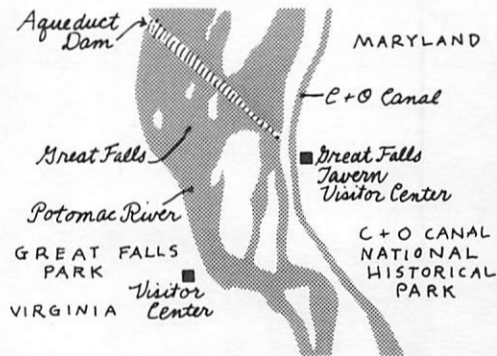 Aqueduct
Dam
MARYLAND
C+O Canal
Great Falls
Great Falls
Tavern
Visitor Center
Potomac River
C+O CANAL
NATIONAL
HISTORICAL
PARK
GREAT FALLS
PARK
Visitor
Center
VIRGINIA